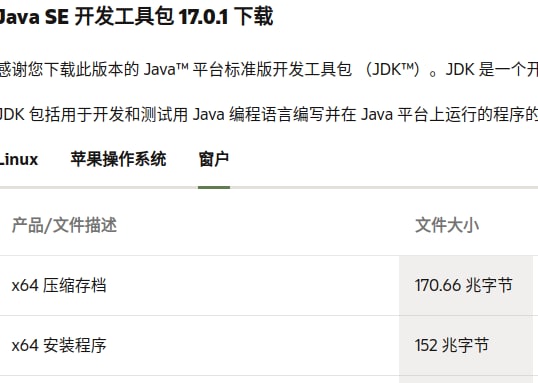 Java SE 开发工具包 17.0.1 下载
感谢您下载此版本的 Java™ 平台标准版开发工具包 （JDK™）。JDK 是一个开
JDK 包括用于开发和测试用 Java 编程语言编写并在 Java 平台上运行的程序的
Linux 苹果操作系统 窗户
产品/文件描述 文件大小
x64 压缩存档 170.66 兆字节
x64 安装程序 152 兆字节